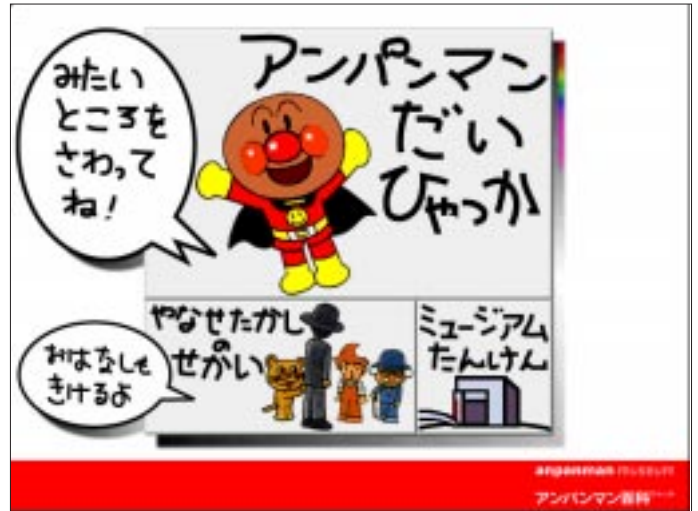 みたい
ところを
さわって
ね!
アンパンマン
だい
ひゃっか
やなせたかし
の
せかい
ミュージアム
たんけん
おはなしも
きけるよ
anpanman museum
アンパンマン百科